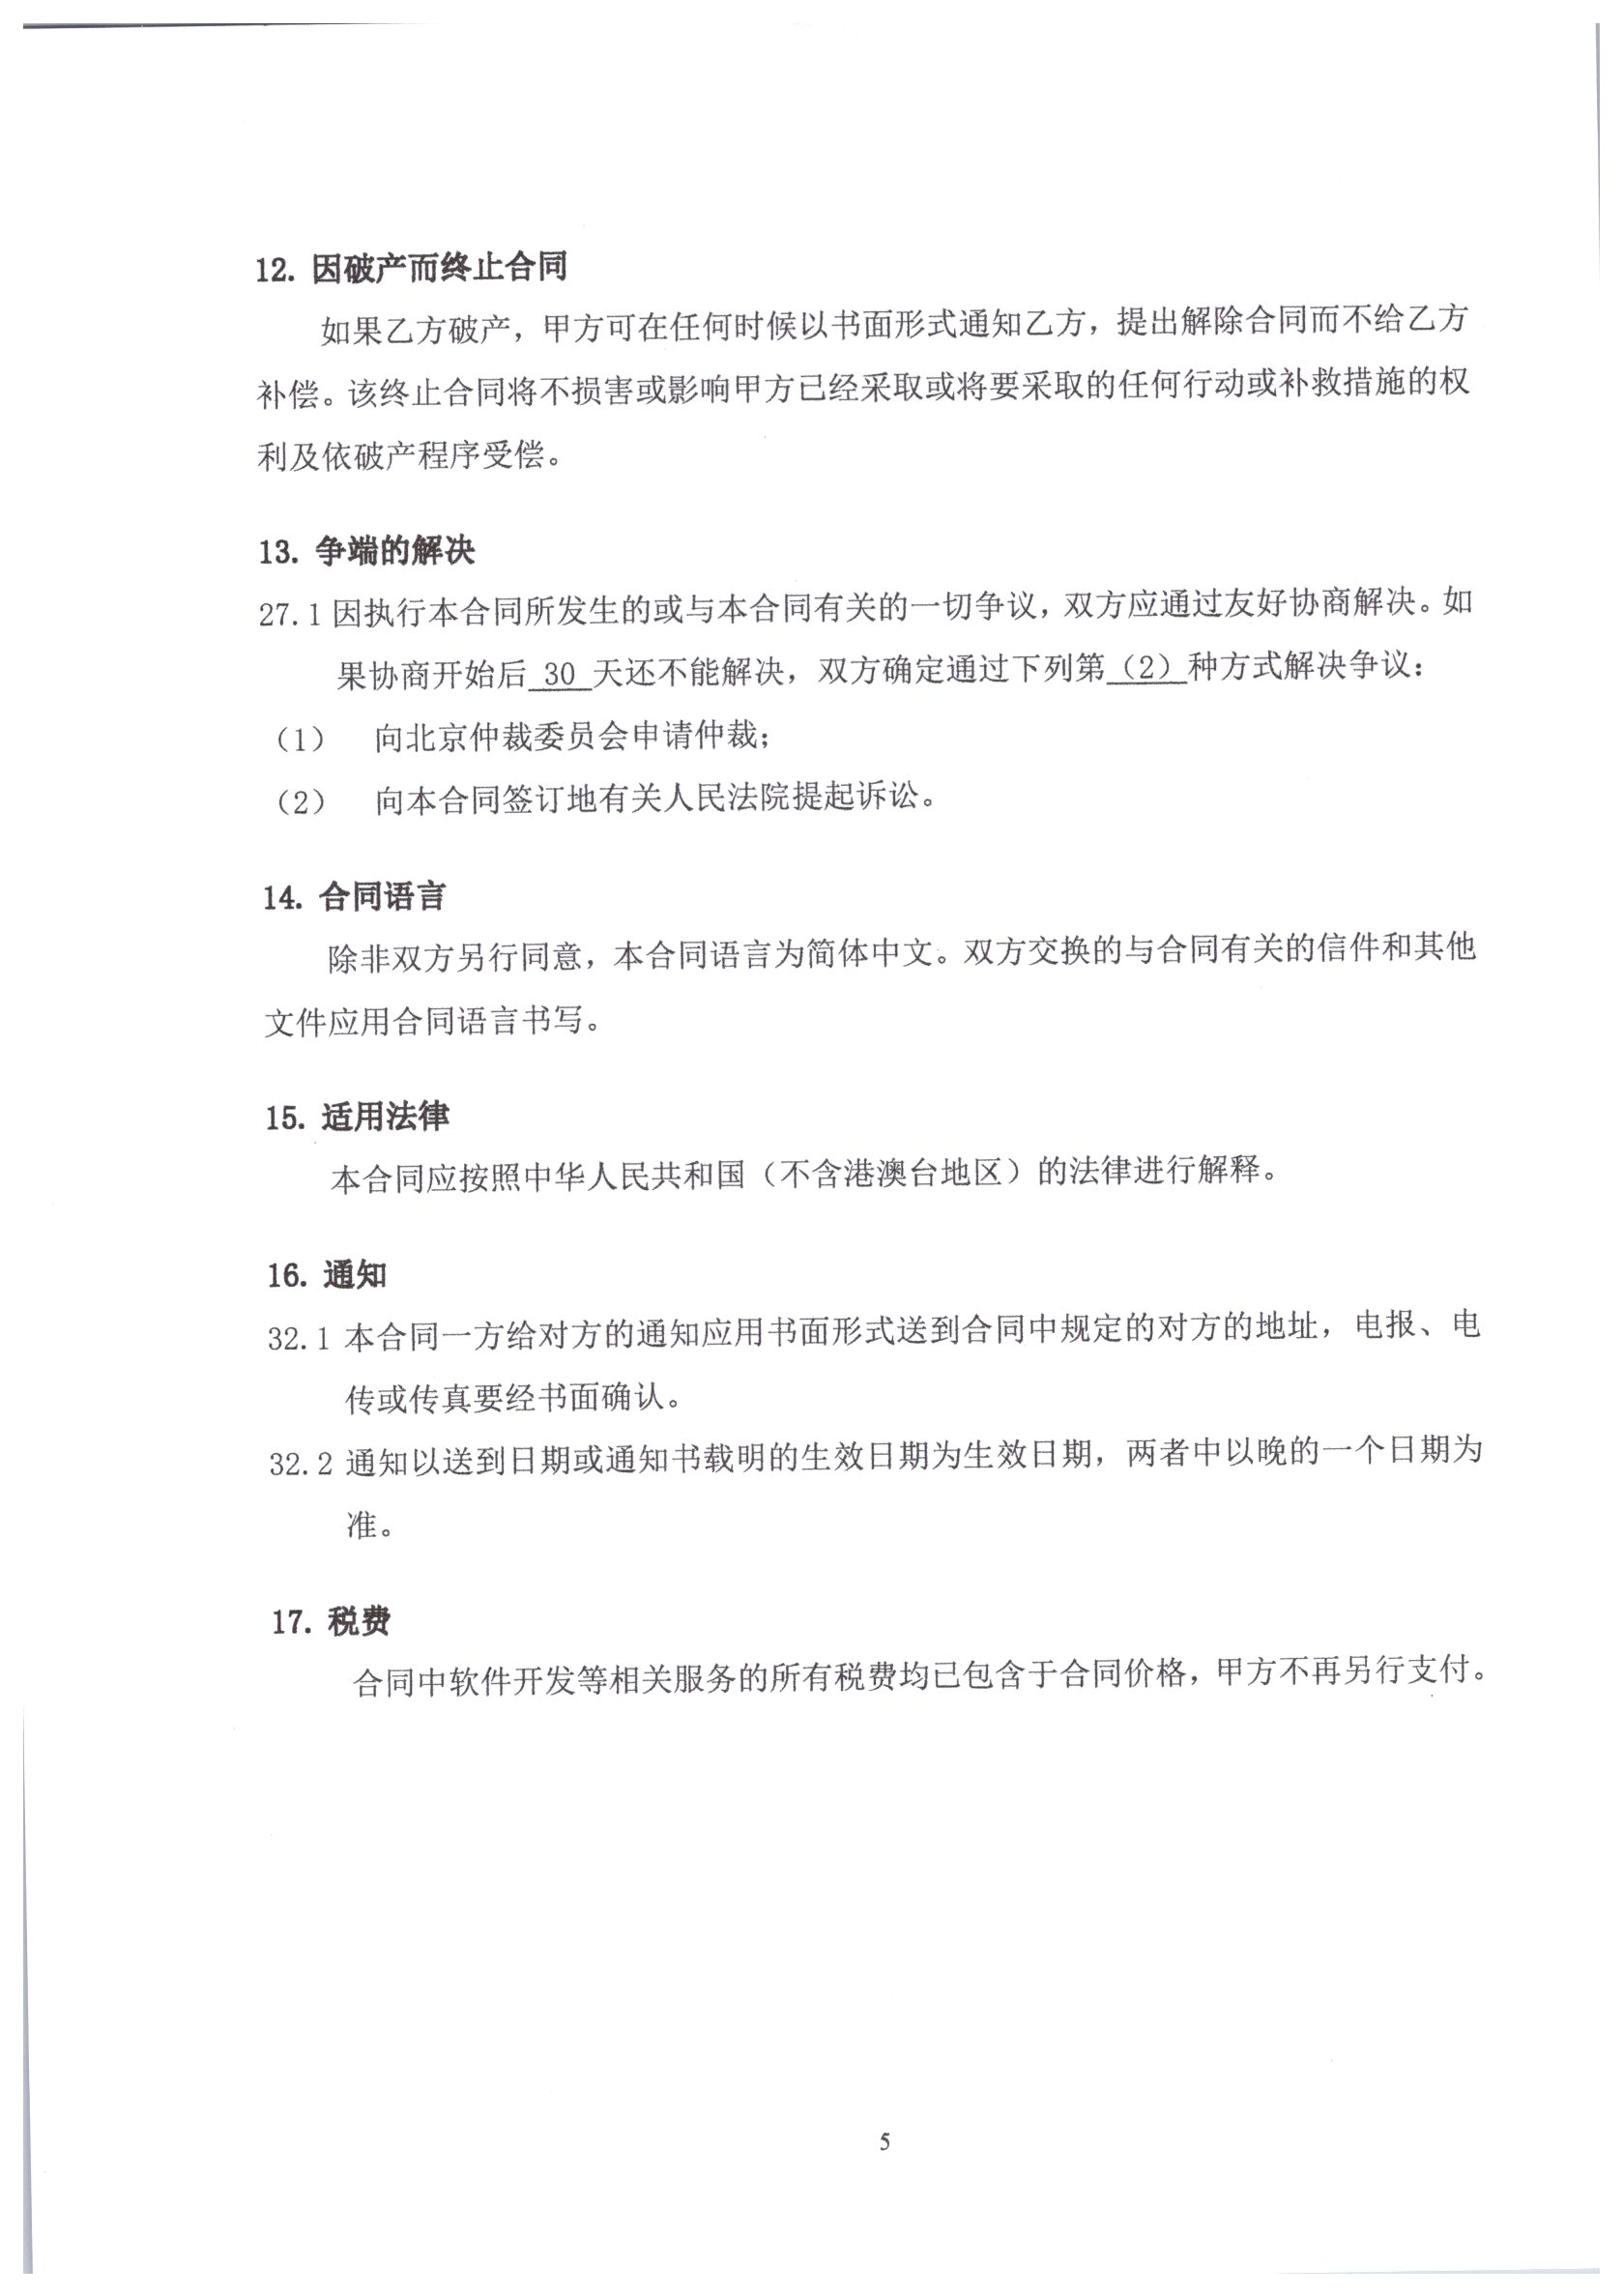 12. 因破产而终止合同
如果乙方破产，甲方可在任何时候以书面形式通知乙方，提出解除合同而不给乙方
补偿。该终止合同将不损害或影响甲方已经采取或将要采取的任何行动或补救措施的权
利及依破产程序受偿。
13. 争端的解决
27.1 因执行本合同所发生的或与本合同有关的一切争议，双方应通过友好协商解决。如
果协商开始后 30 天还不能解决，双方确定通过下列第（2）种方式解决争议：
（1） 向北京仲裁委员会申请仲裁；
（2） 向本合同签订地有关人民法院提起诉讼。
14. 合同语言
除非双方另行同意，本合同语言为简体中文。双方交换的与合同有关的信件和其他
文件应用合同语言书写。
15. 适用法律
本合同应按照中华人民共和国（不含港澳台地区）的法律进行解释。
16. 通知
32.1 本合同一方给对方的通知应用书面形式送到合同中规定的对方的地址，电报、电
传或传真要经书面确认。
32.2 通知以送到日期或通知书载明的生效日期为生效日期，两者中以晚的一个日期为
准。
17. 税费
合同中软件开发等相关服务的所有税费均已包含于合同价格，甲方不再另行支付。
5